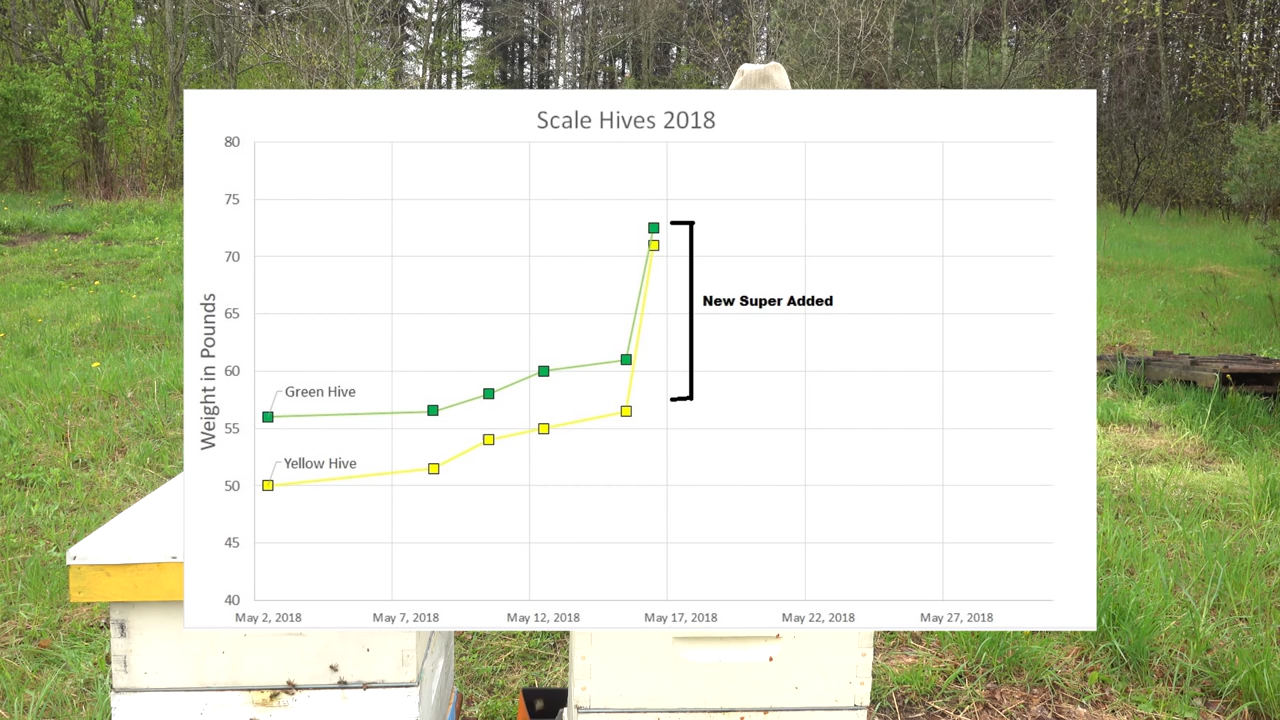 Scale Hives 2018
80
75
70
65
60
55
50
45
40
Weight in Pounds
New Super Added
Green Hive
Yellow Hive
May 2, 2018
May 7, 2018
May 12, 2018
May 17, 2018
May 22, 2018
May 27, 2018